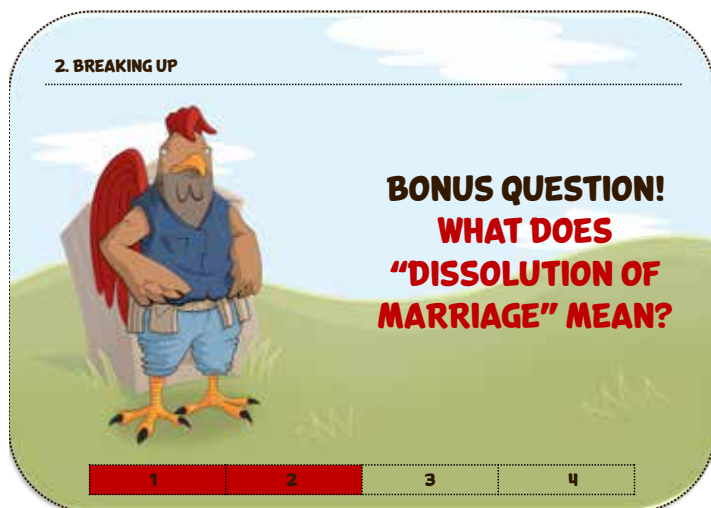 2. BREAKING UP
BONUS QUESTION!
WHAT DOES
“DISSOLUTION OF
MARRIAGE” MEAN?
1 2 3 4